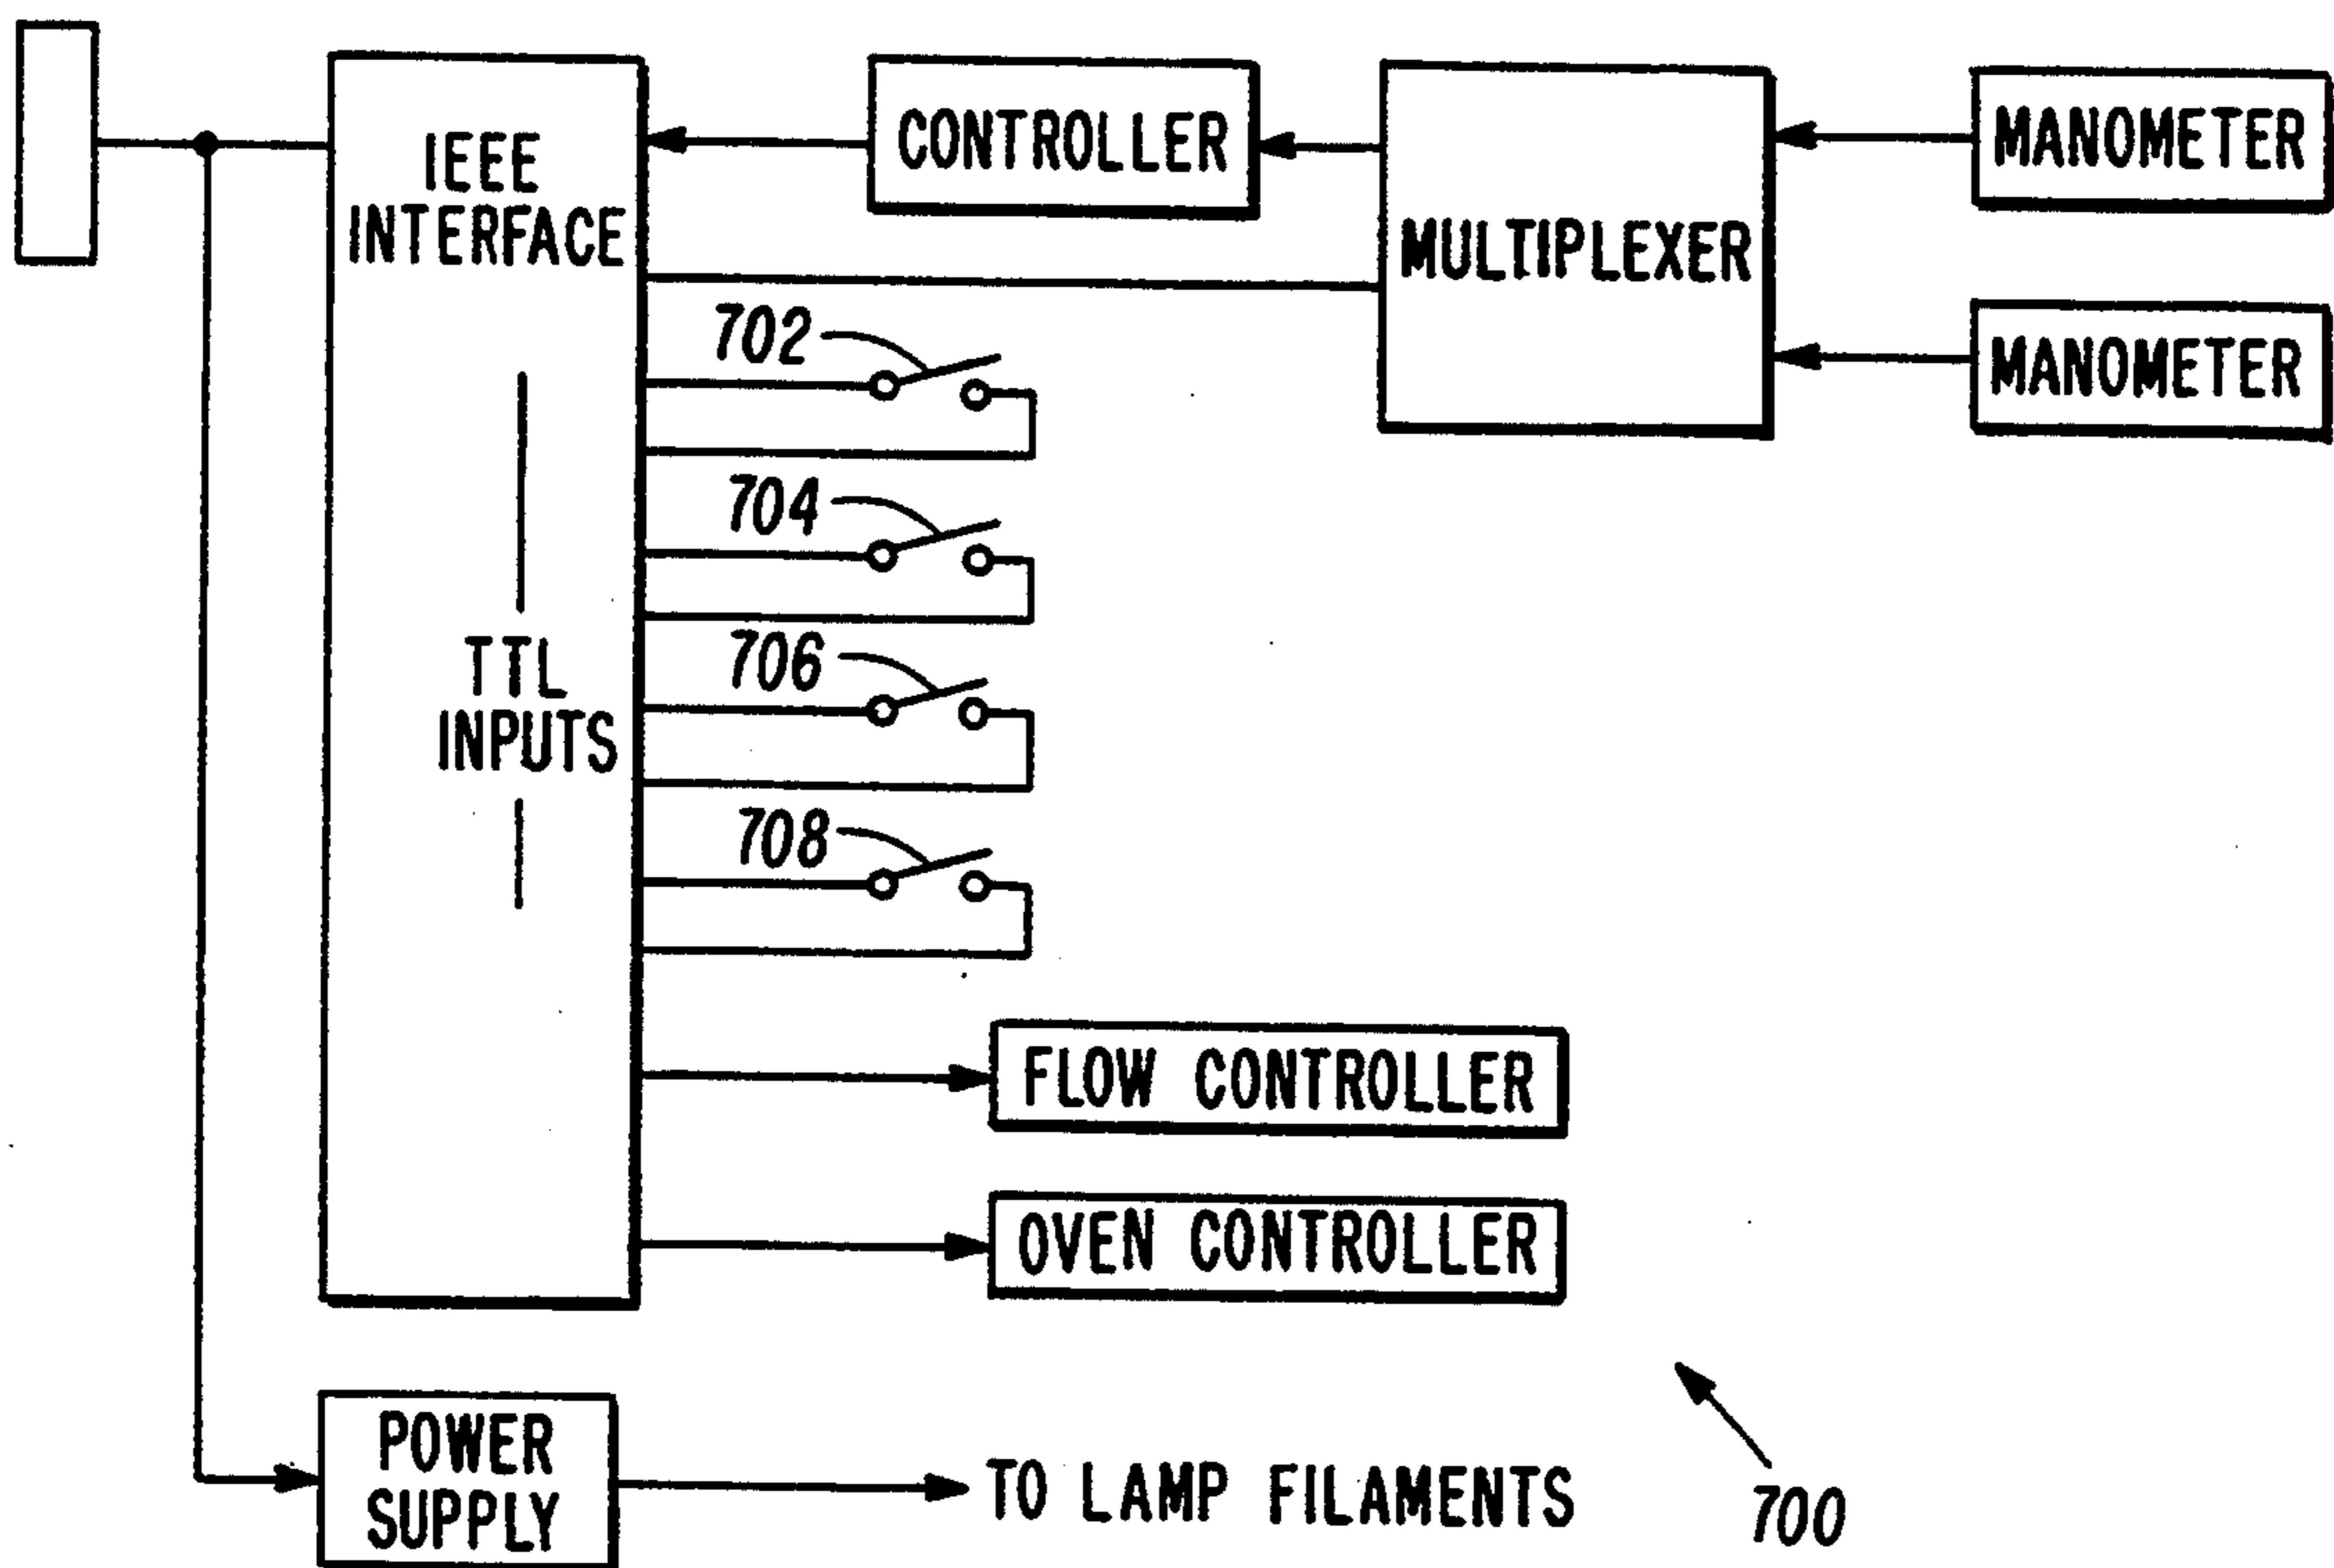 IEEE
INTERFACE
CONTROLLER
MULTIPLEXER
MANOMETER
MANOMETER
702
704
706
708
TTL
INPUTS
FLOW CONTROLLER
OVEN CONTROLLER
POWER
SUPPLY
TO LAMP FILAMENTS
700